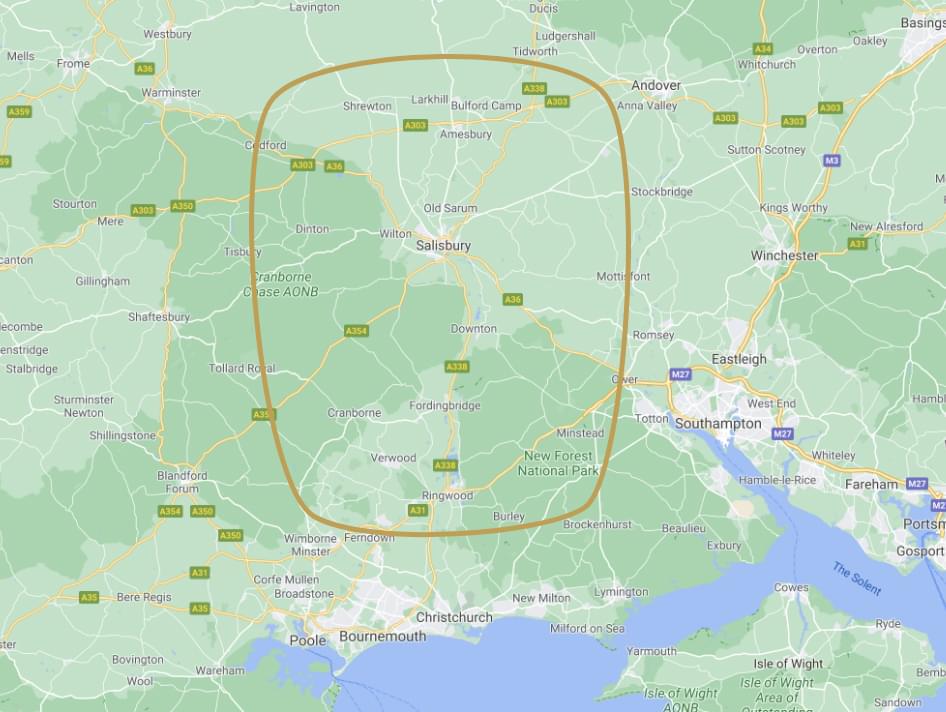 Lavington
Ducis
Westbury
Ludgershall
Basings
Mells
Frome
A36
Tidworth
A34
Overton
Oakley
Whitchurch
Warminster
A338
A303
Andover
A359
Shrewton
Larkhill
Bulford Camp
Anna Valley
A303
A303
A303
A303
Amesbury
59
Codford
A303
A36
Sutton Scotney
M3
Stockbridge
Stourton
Mere
A303
A350
Old Sarum
Kings Worthy
New Alresford
canton
Dinton
Wilton
Salisbury
A31
Tisbury
Winchester
Gillingham
Cranborne
Chase AONB
Mottisfont
A36
ecombe
Shaftesbury
A354
Downton
Romsey
enstridge
Stalbridge
Tollard Royal
A338
Eastleigh
M27
Ower
Sturminster
Newton
A35
Cranborne
Fordingbridge
Totton
West End
Hambl
Shillingstone
Minstead
Southampton
M27
Verwood
A338
New Forest
National Park
Whiteley
Blandford
Forum
Hamble-le-Rice
Fareham
M27
Ringwood
A354
A350
A31
Burley
Brockenhurst
Beaulieu
Portsm
A350
Wimborne
Minster
Ferndown
Exbury
Gosport
A31
Corfe Mullen
Broadstone
The Solent
A35
Bere Regis
A35
New Milton
Lymington
Cowes
Christchurch
Poole
Bournemouth
Milford on Sea
Ryde
Yarmouth
Bovington
Wareham
Isle of Wight
Wool
Isle of Wight
AONB
Isle of Wight
Area of
Outstanding
Bemb
Sandown